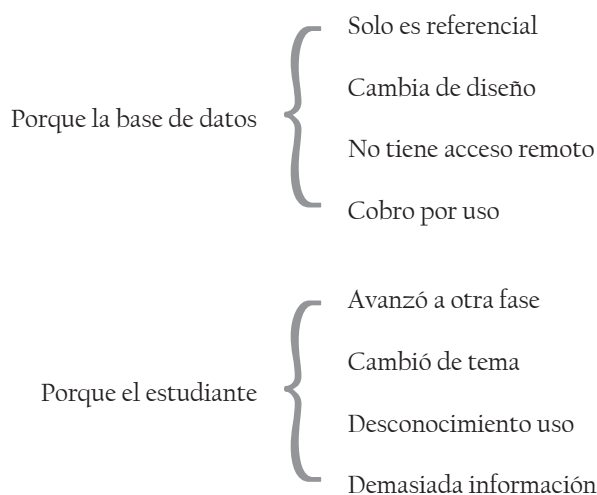 Porque la base de datos
Solo es referencial
Cambia de diseño
No tiene acceso remoto
Cobro por uso
Porque el estudiante
Avanzó a otra fase
Cambió de tema
Desconocimiento uso
Demasiada información